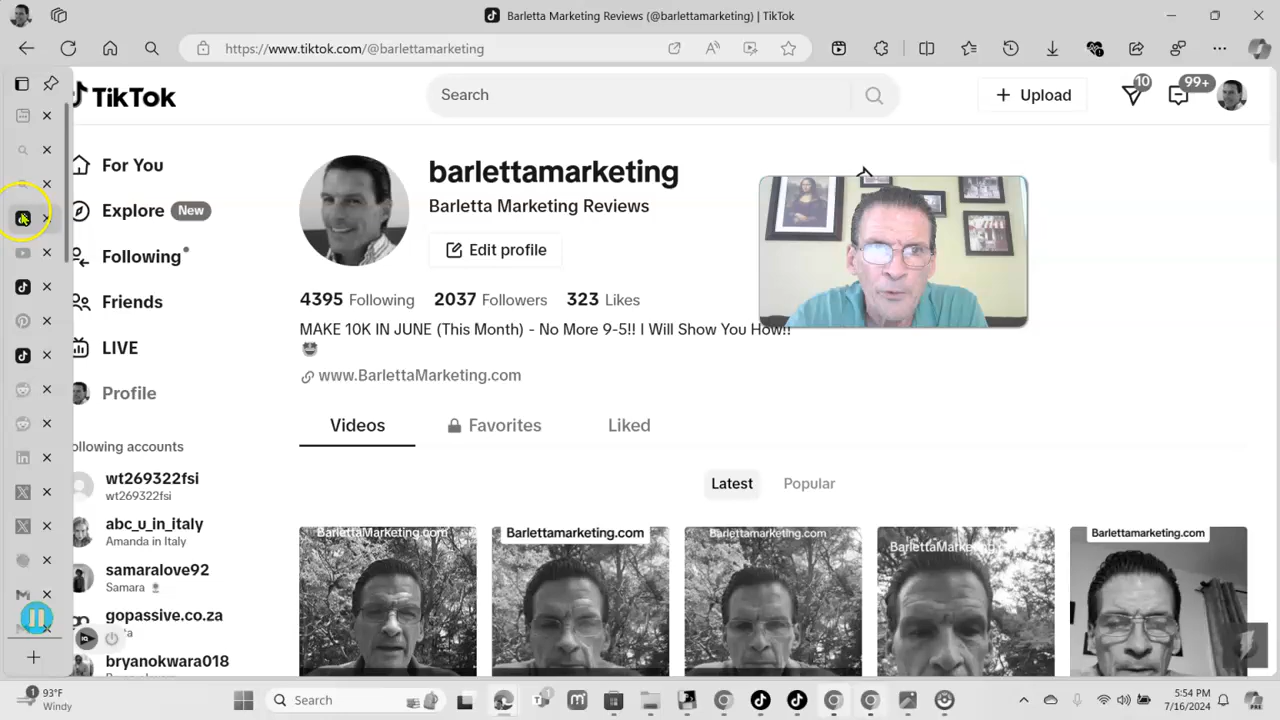 Barletta Marketing Reviews (@barlettamarketing) | TikTok
https://www.tiktok.com/@barlettamarketing
TikTok
Search
Upload
10
99+
For You
Explore New
Following
Friends
LIVE
Profile
ollowing accounts
wt269322fsi
wt269322fsi
abc_u_in_italy
Amanda in Italy
samaralove92
Samara
gopassive.co.za
'a
bryanokwara018
barlettamarketing
Barletta Marketing Reviews
Edit profile
4395 Following 2037 Followers 323 Likes
MAKE 10K IN JUNE (This Month) - No More 9-5!! I Will Show You How!!
www.BarlettaMarketing.com
Videos
Favorites
Liked
Latest
Popular
BarlettaMarketing.com
BarlettaMarketing.com
BarlettaMarketing.com
BarlettaMarketing
BarlettaMarketing.com
1
93°F
Windy
Search
5:54 PM
7/16/2024